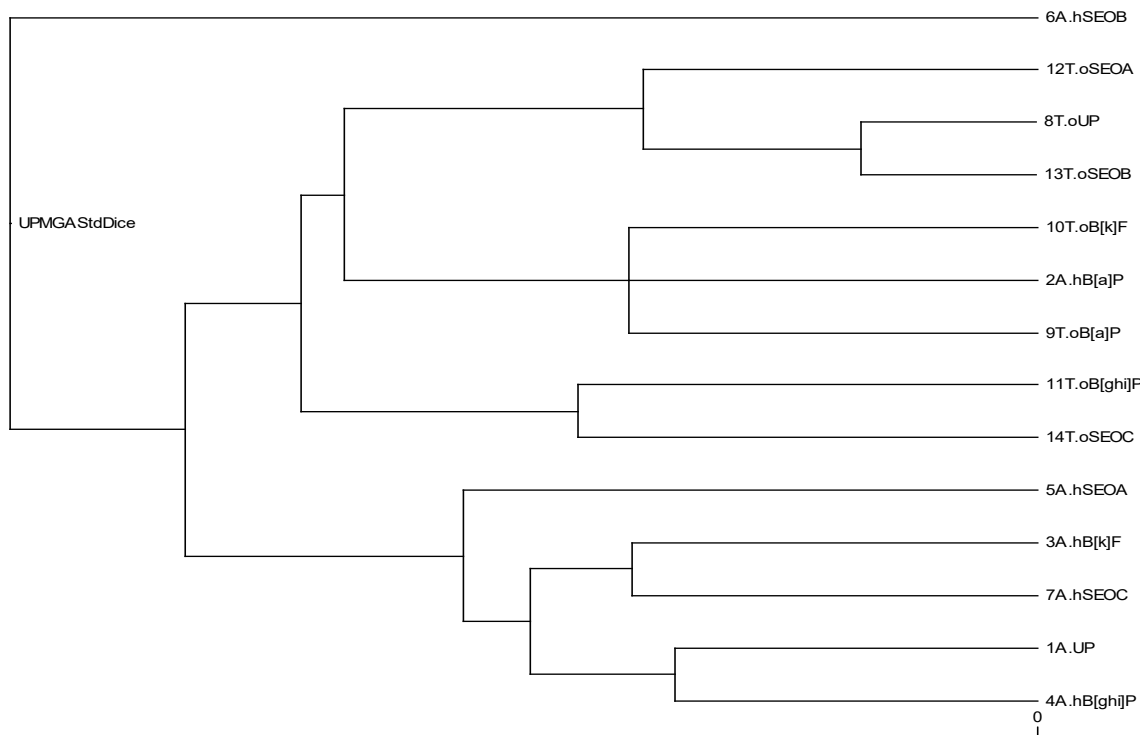 6A.hSEOB
12T.oSEOA
8T.oUP
13T.oSEOB
UPMGAStdDice
10T.oB[k]F
2A.hB[a]P
9T.oB[a]P
11T.oB[ghi]P
14T.oSEOC
5A.hSEOA
3A.hB[k]F
7A.hSEOC
1A.UP
4A.hB[ghi]P
0